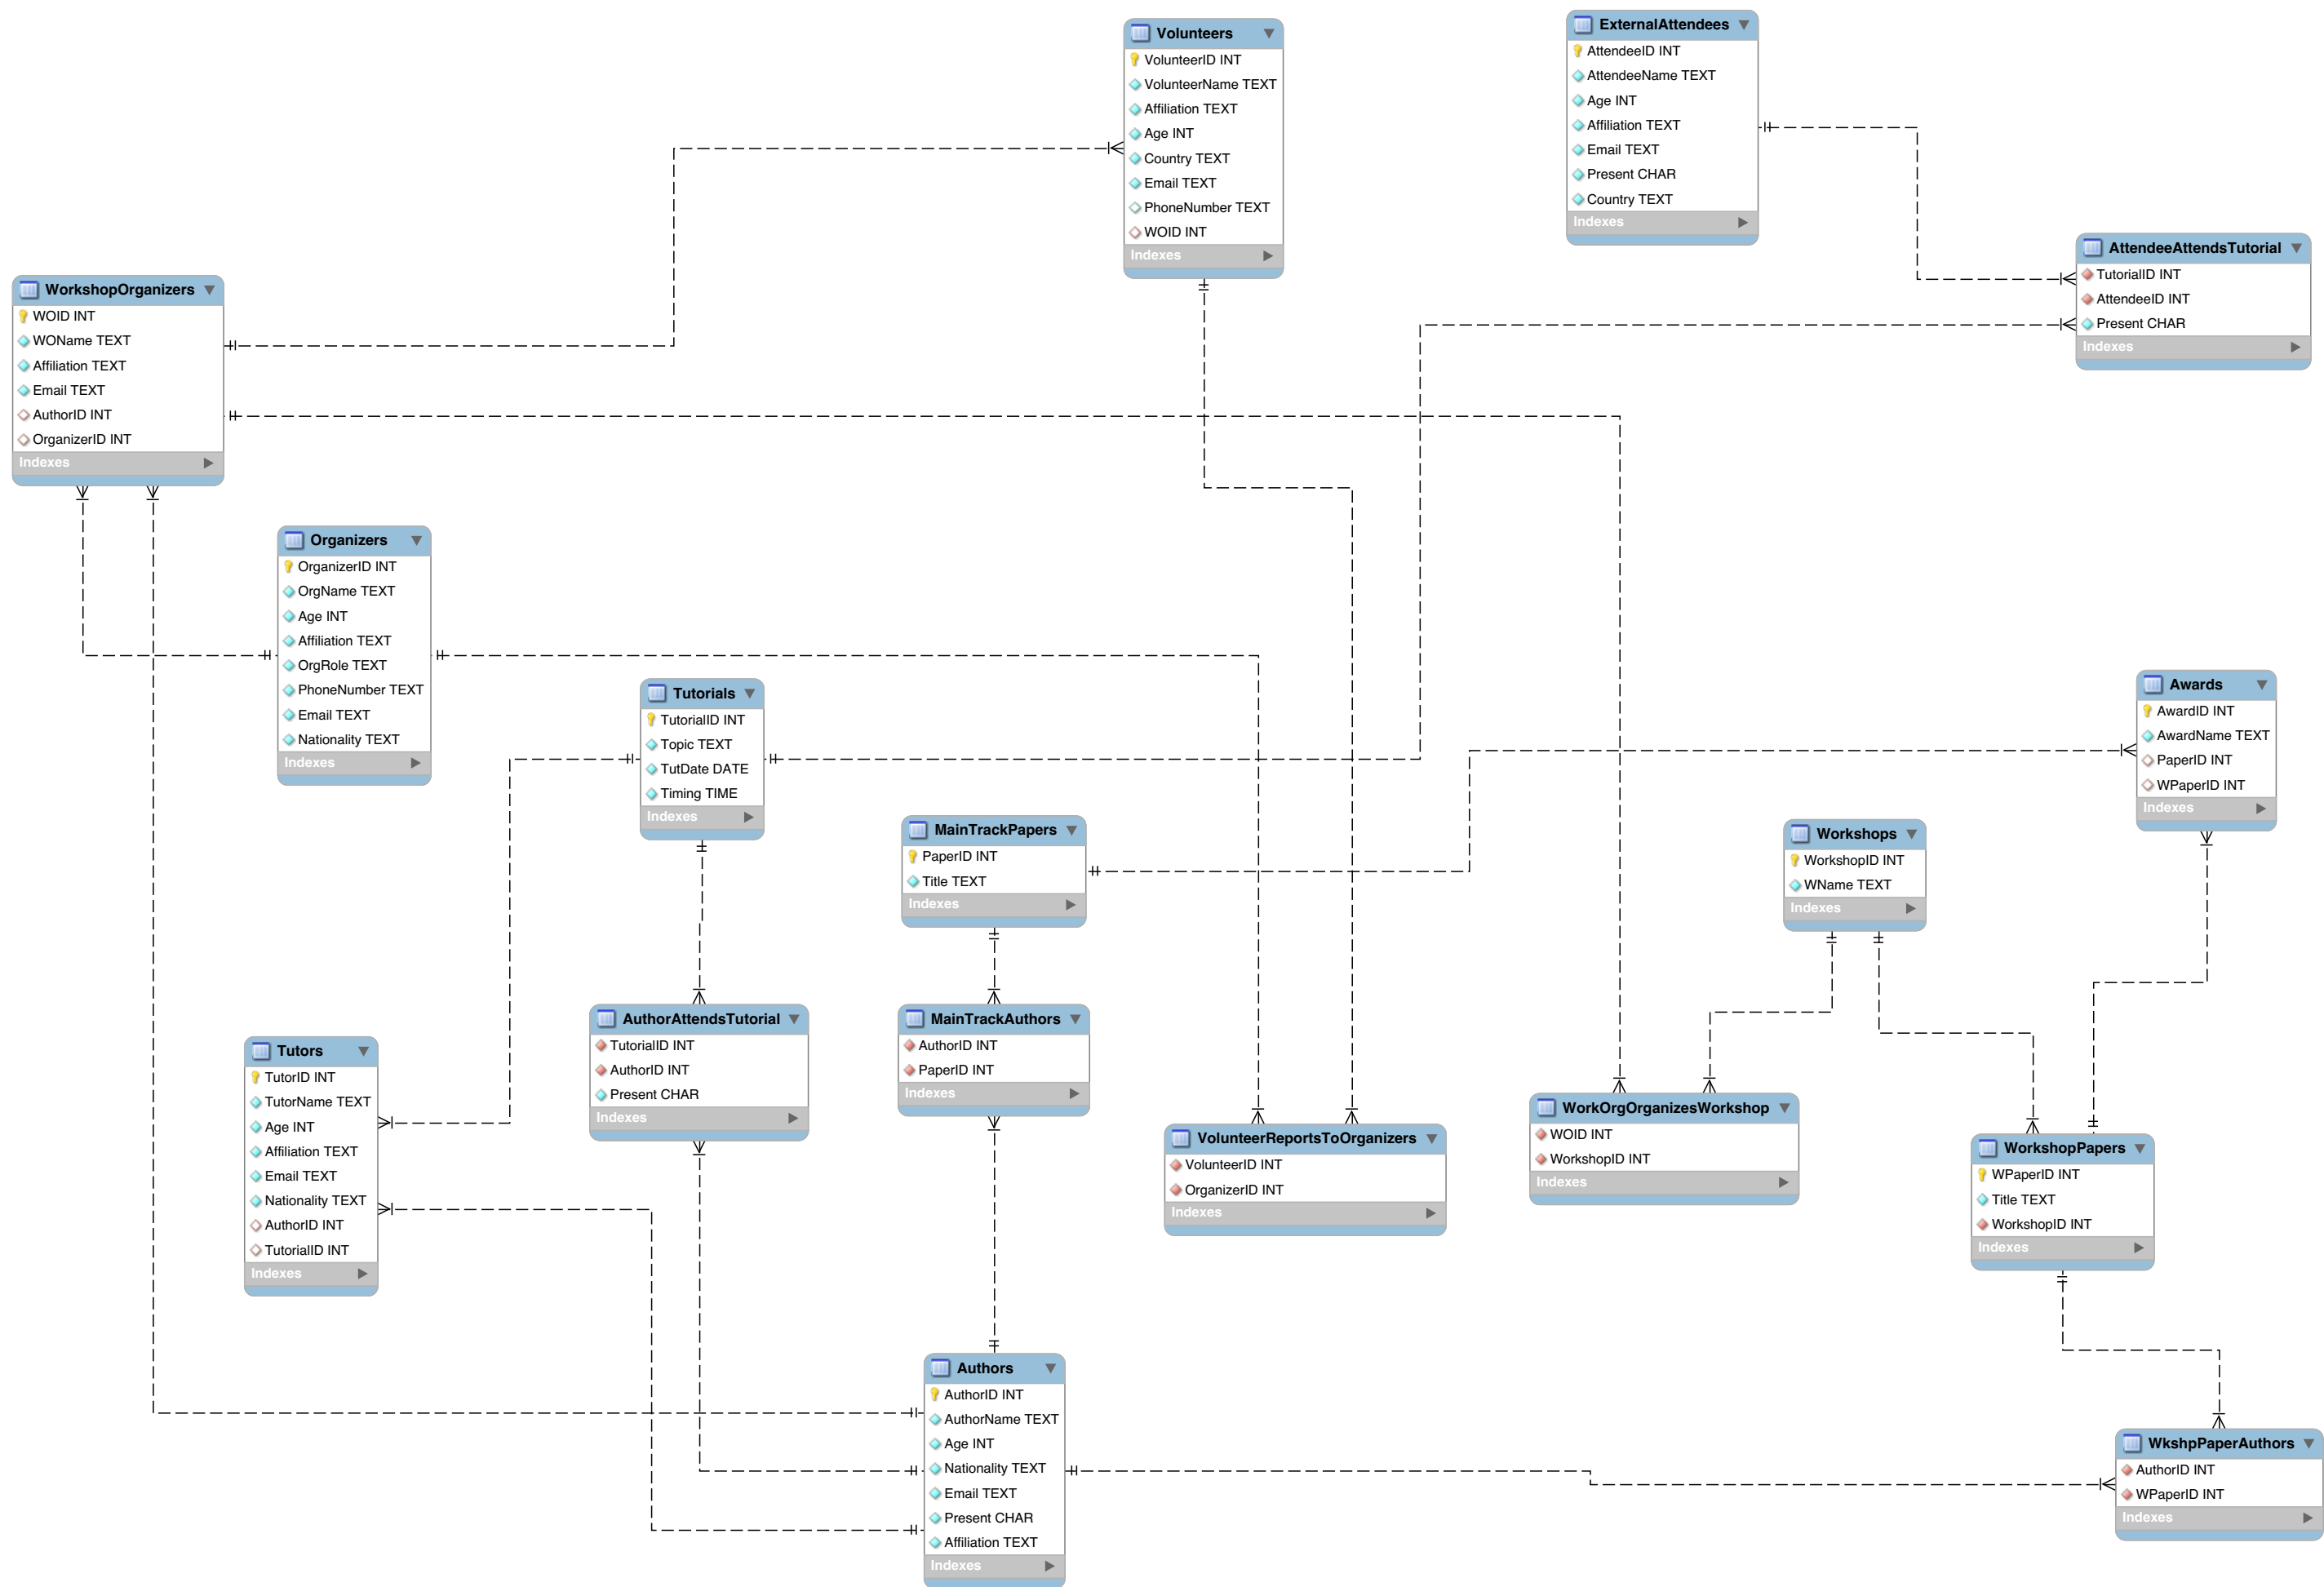 Volunteers
VolunteerID INT
VolunteerName TEXT
Affiliation TEXT
Age INT
Country TEXT
Email TEXT
PhoneNumber TEXT
WOID INT
Indexes
ExternalAttendees
AttendeeID INT
AttendeeName TEXT
Age INT
Affiliation TEXT
Email TEXT
Present CHAR
Country TEXT
Indexes
AttendeeAttendsTutorial
TutorialID INT
AttendeeID INT
Present CHAR
Indexes
WorkshopOrganizers
WOID INT
WOName TEXT
Affiliation TEXT
Email TEXT
AuthorID INT
OrganizerID INT
Indexes
Organizers
OrganizerID INT
OrgName TEXT
Age INT
Affiliation TEXT
OrgRole TEXT
PhoneNumber TEXT
Email TEXT
Nationality TEXT
Indexes
Tutorials
TutorialID INT
Topic TEXT
TutDate DATE
Timing TIME
Indexes
Awards
AwardID INT
AwardName TEXT
PaperID INT
WPaperID INT
Indexes
MainTrackPapers
PaperID INT
Title TEXT
Indexes
Workshops
WorkshopID INT
WName TEXT
Indexes
Tutors
TutorID INT
TutorName TEXT
Age INT
Affiliation TEXT
Email TEXT
Nationality TEXT
AuthorID INT
TutorialID INT
Indexes
AuthorAttendsTutorial
TutorialID INT
AuthorID INT
Present CHAR
Indexes
MainTrackAuthors
AuthorID INT
PaperID INT
Indexes
VolunteerReportsToOrganizers
VolunteerID INT
OrganizerID INT
Indexes
WorkOrgOrganizesWorkshop
WOID INT
WorkshopID INT
Indexes
WorkshopPapers
WPaperID INT
Title TEXT
WorkshopID INT
Indexes
Authors
AuthorID INT
AuthorName TEXT
Age INT
Nationality TEXT
Email TEXT
Present CHAR
Affiliation TEXT
Indexes
WkshpPaperAuthors
AuthorID INT
WPaperID INT
Indexes